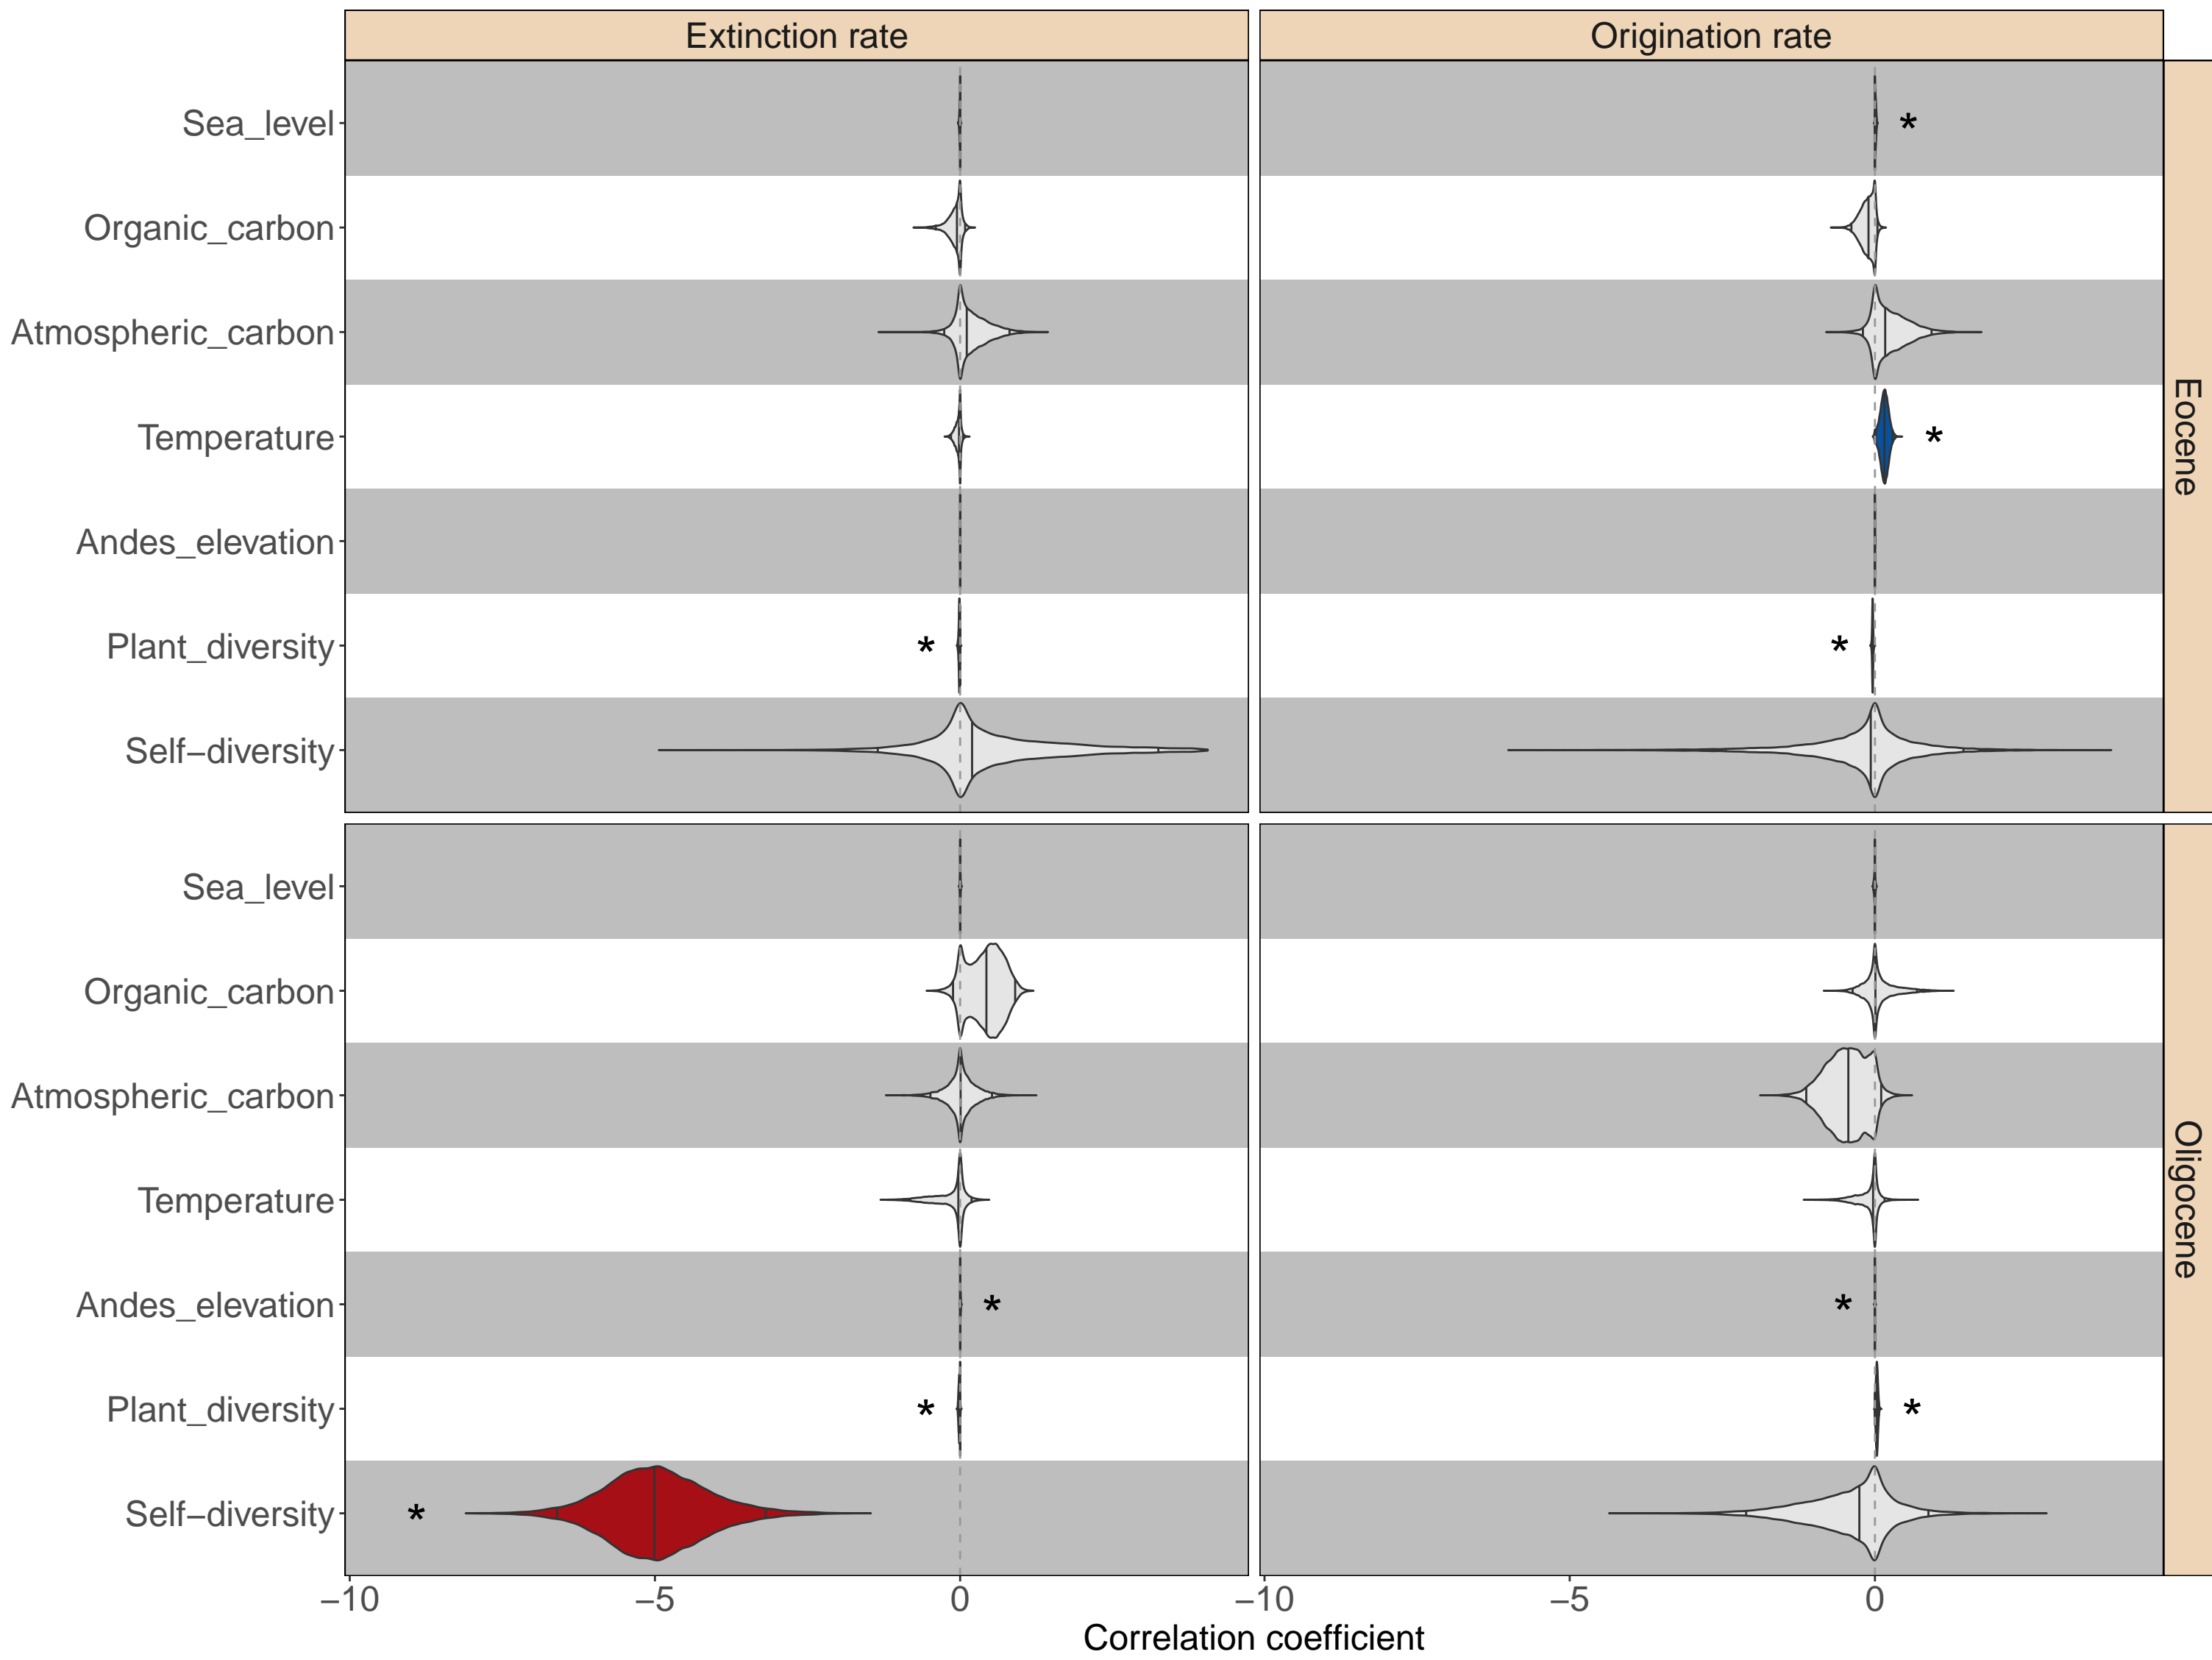 Extinction rate
Origination rate
Sea_level
*
Organic_carbon
Atmospheric_carbon
Temperature
*
Andes_elevation
Plant_diversity
*
*
Self−diversity
Eocene
Sea_level
Organic_carbon
Atmospheric_carbon
Temperature
Andes_elevation
*
*
Plant_diversity
*
*
Self−diversity
*
Oligocene
−10
−5
0
−10
−5
0
Correlation coefficient